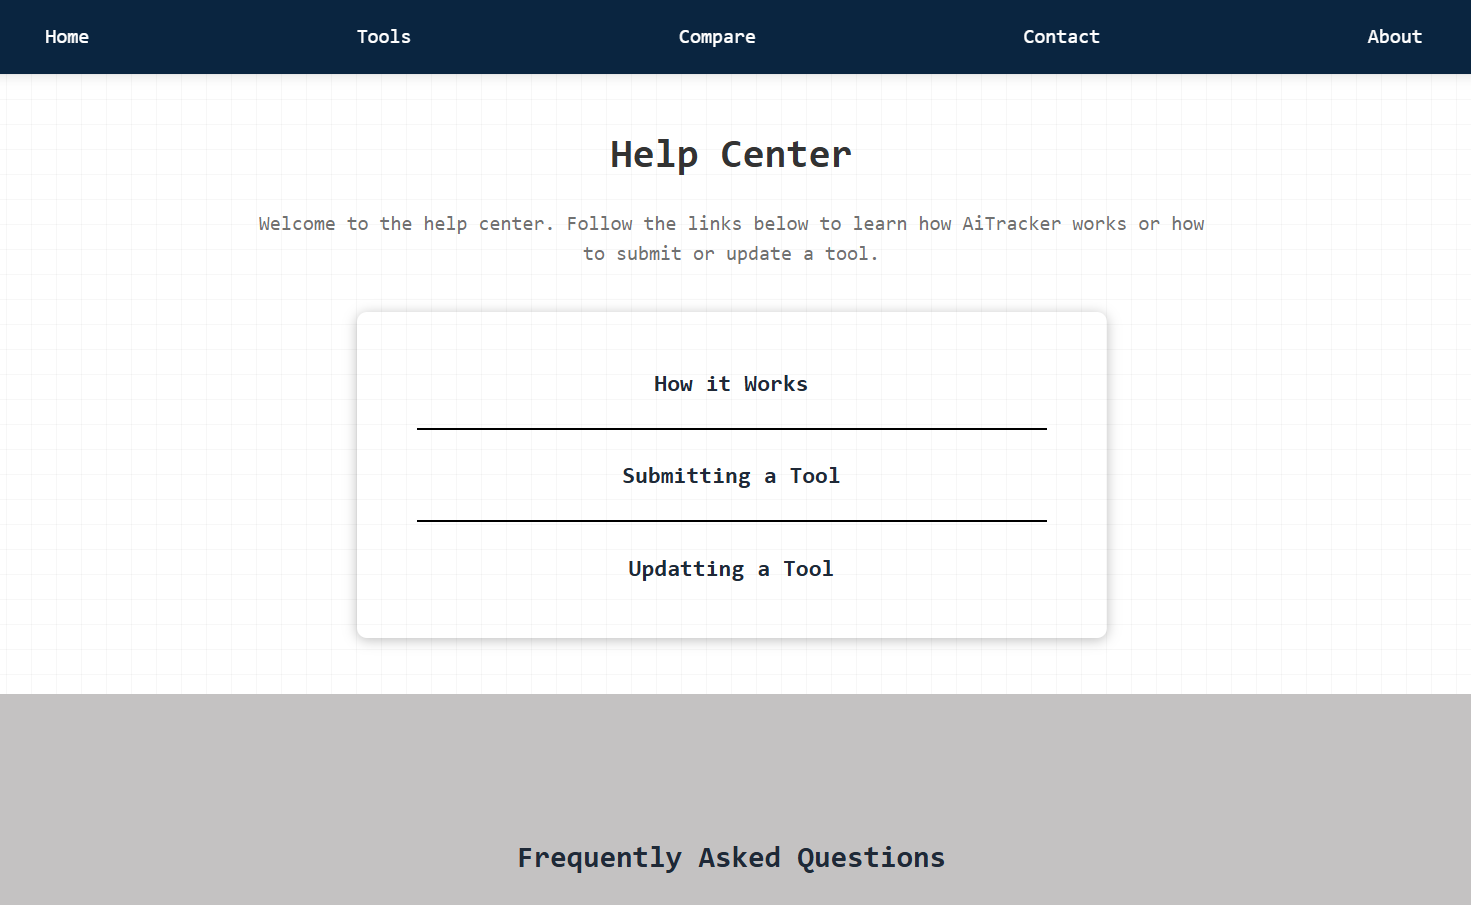 Home Tools Compare Contact About
Help Center
Welcome to the help center. Follow the links below to learn how AiTracker works or how
to submit or update a tool.
How it Works
Submitting a Tool
Updatting a Tool
Frequently Asked Questions